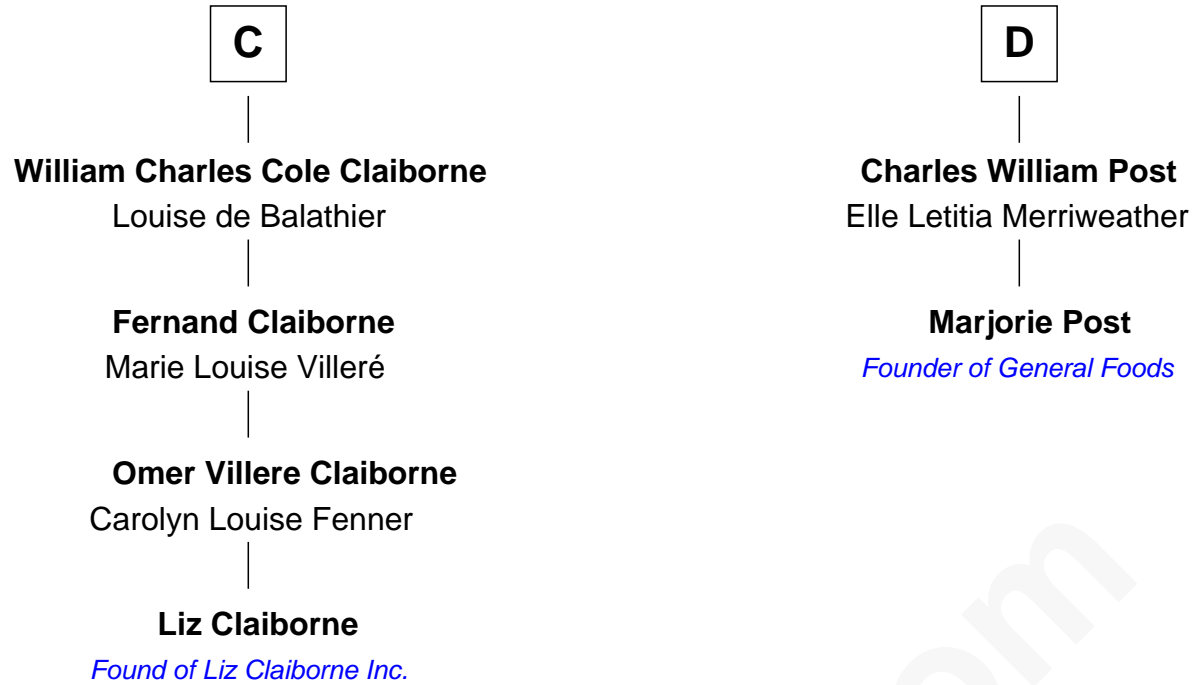 C
William Charles Cole Claiborne
Louise de Balathier
Fernand Claiborne
Marie Louise Villeré
Omer Villere Claiborne
Carolyn Louise Fenner
Liz Claiborne
Found of Liz Claiborne Inc.
D
Charles William Post
Elle Letitia Merriweather
Marjorie Post
Founder of General Foods
om